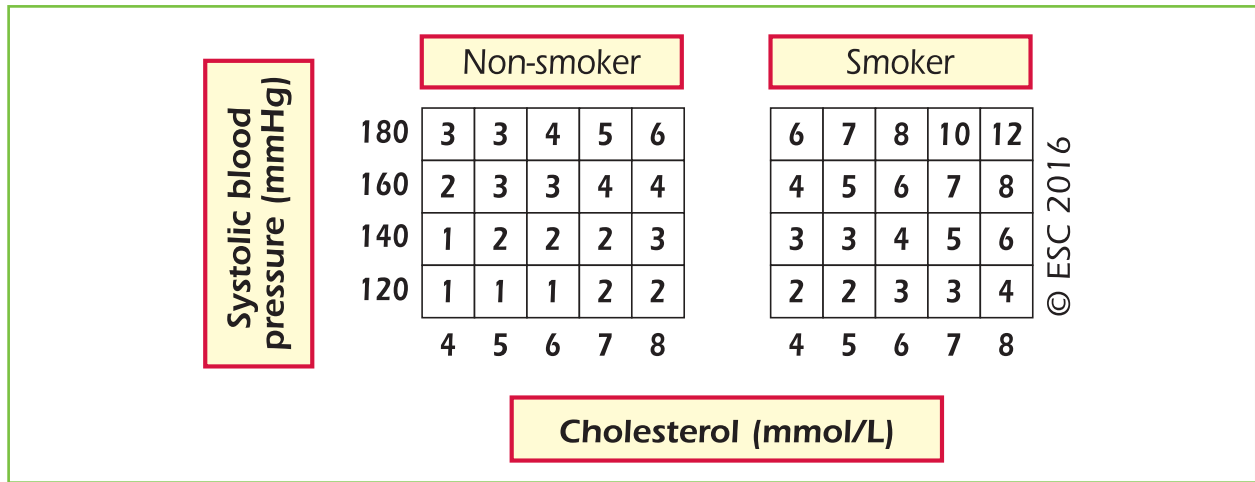 Non-smoker Smoker
Systolic blood
pressure (mmHg)
180 3 3 4 5 6 6 7 8 10 12
160 2 3 3 4 4 4 5 6 7 8
140 1 2 2 2 3 3 3 4 5 6
120 1 1 1 2 2 2 2 3 3 4
4 5 6 7 8 4 5 6 7 8
© ESC 2016
Cholesterol (mmol/L)